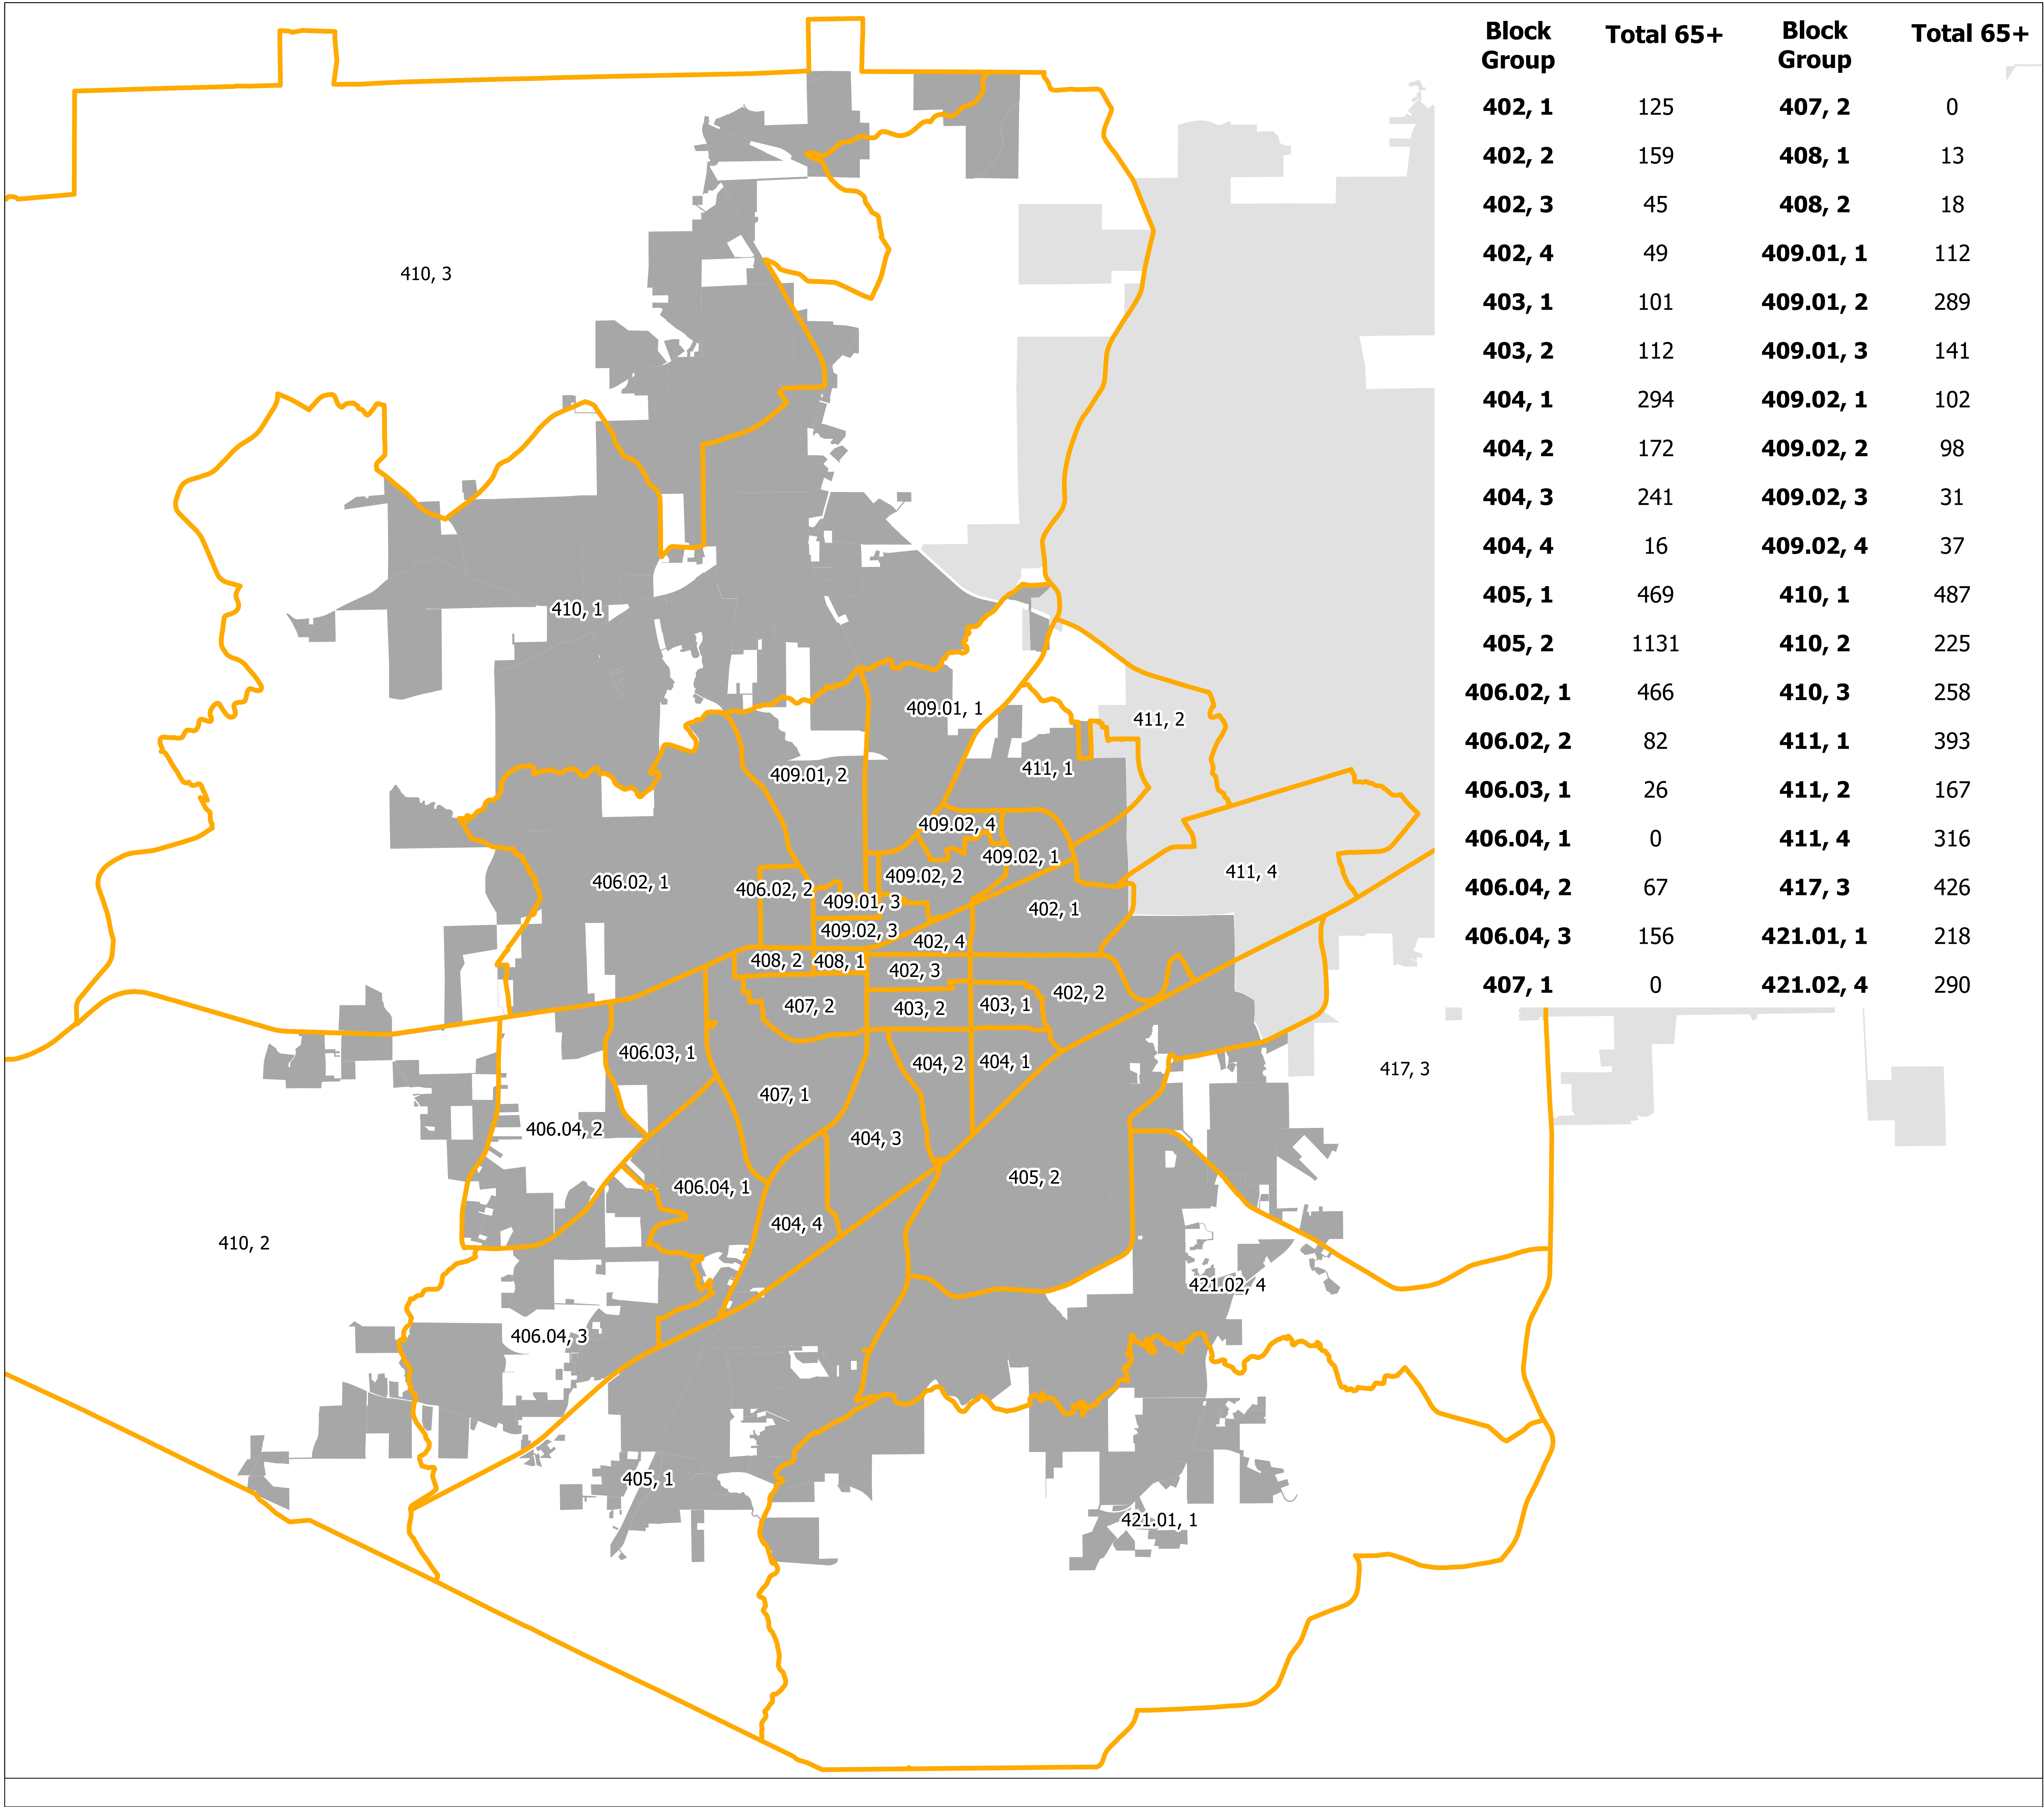 Block Group Total 65+ Block Group Total 65+
402, 1 125 407, 2 0
402, 2 159 408, 1 13
402, 3 45 408, 2 18
402, 4 49 409.01, 1 112
403, 1 101 409.01, 2 289
403, 2 112 409.01, 3 141
404, 1 294 409.02, 1 102
404, 2 172 409.02, 2 98
404, 3 241 409.02, 3 31
404, 4 16 409.02, 4 37
405, 1 469 410, 1 487
405, 2 1131 410, 2 225
406.02, 1 466 410, 3 258
406.02, 2 82 411, 1 393
406.03, 1 26 411, 2 167
406.04, 1 0 411, 4 316
406.04, 2 67 417, 3 426
406.04, 3 156 421.01, 1 218
407, 1 0 421.02, 4 290
410, 3
410, 1
409.01, 1
411, 2
409.01, 2
411, 1
409.02, 4
409.02, 1
411, 4
409.02, 2
406.02, 1
406.02, 2
409.01, 3
402, 1
409.02, 3
402, 4
408, 2
408, 1
402, 3
402, 2
407, 2
403, 2
403, 1
406.03, 1
404, 2
404, 1
417, 3
407, 1
406.04, 2
404, 3
405, 2
406.04, 1
404, 4
410, 2
421.02, 4
406.04, 3
405, 1
421.01, 1